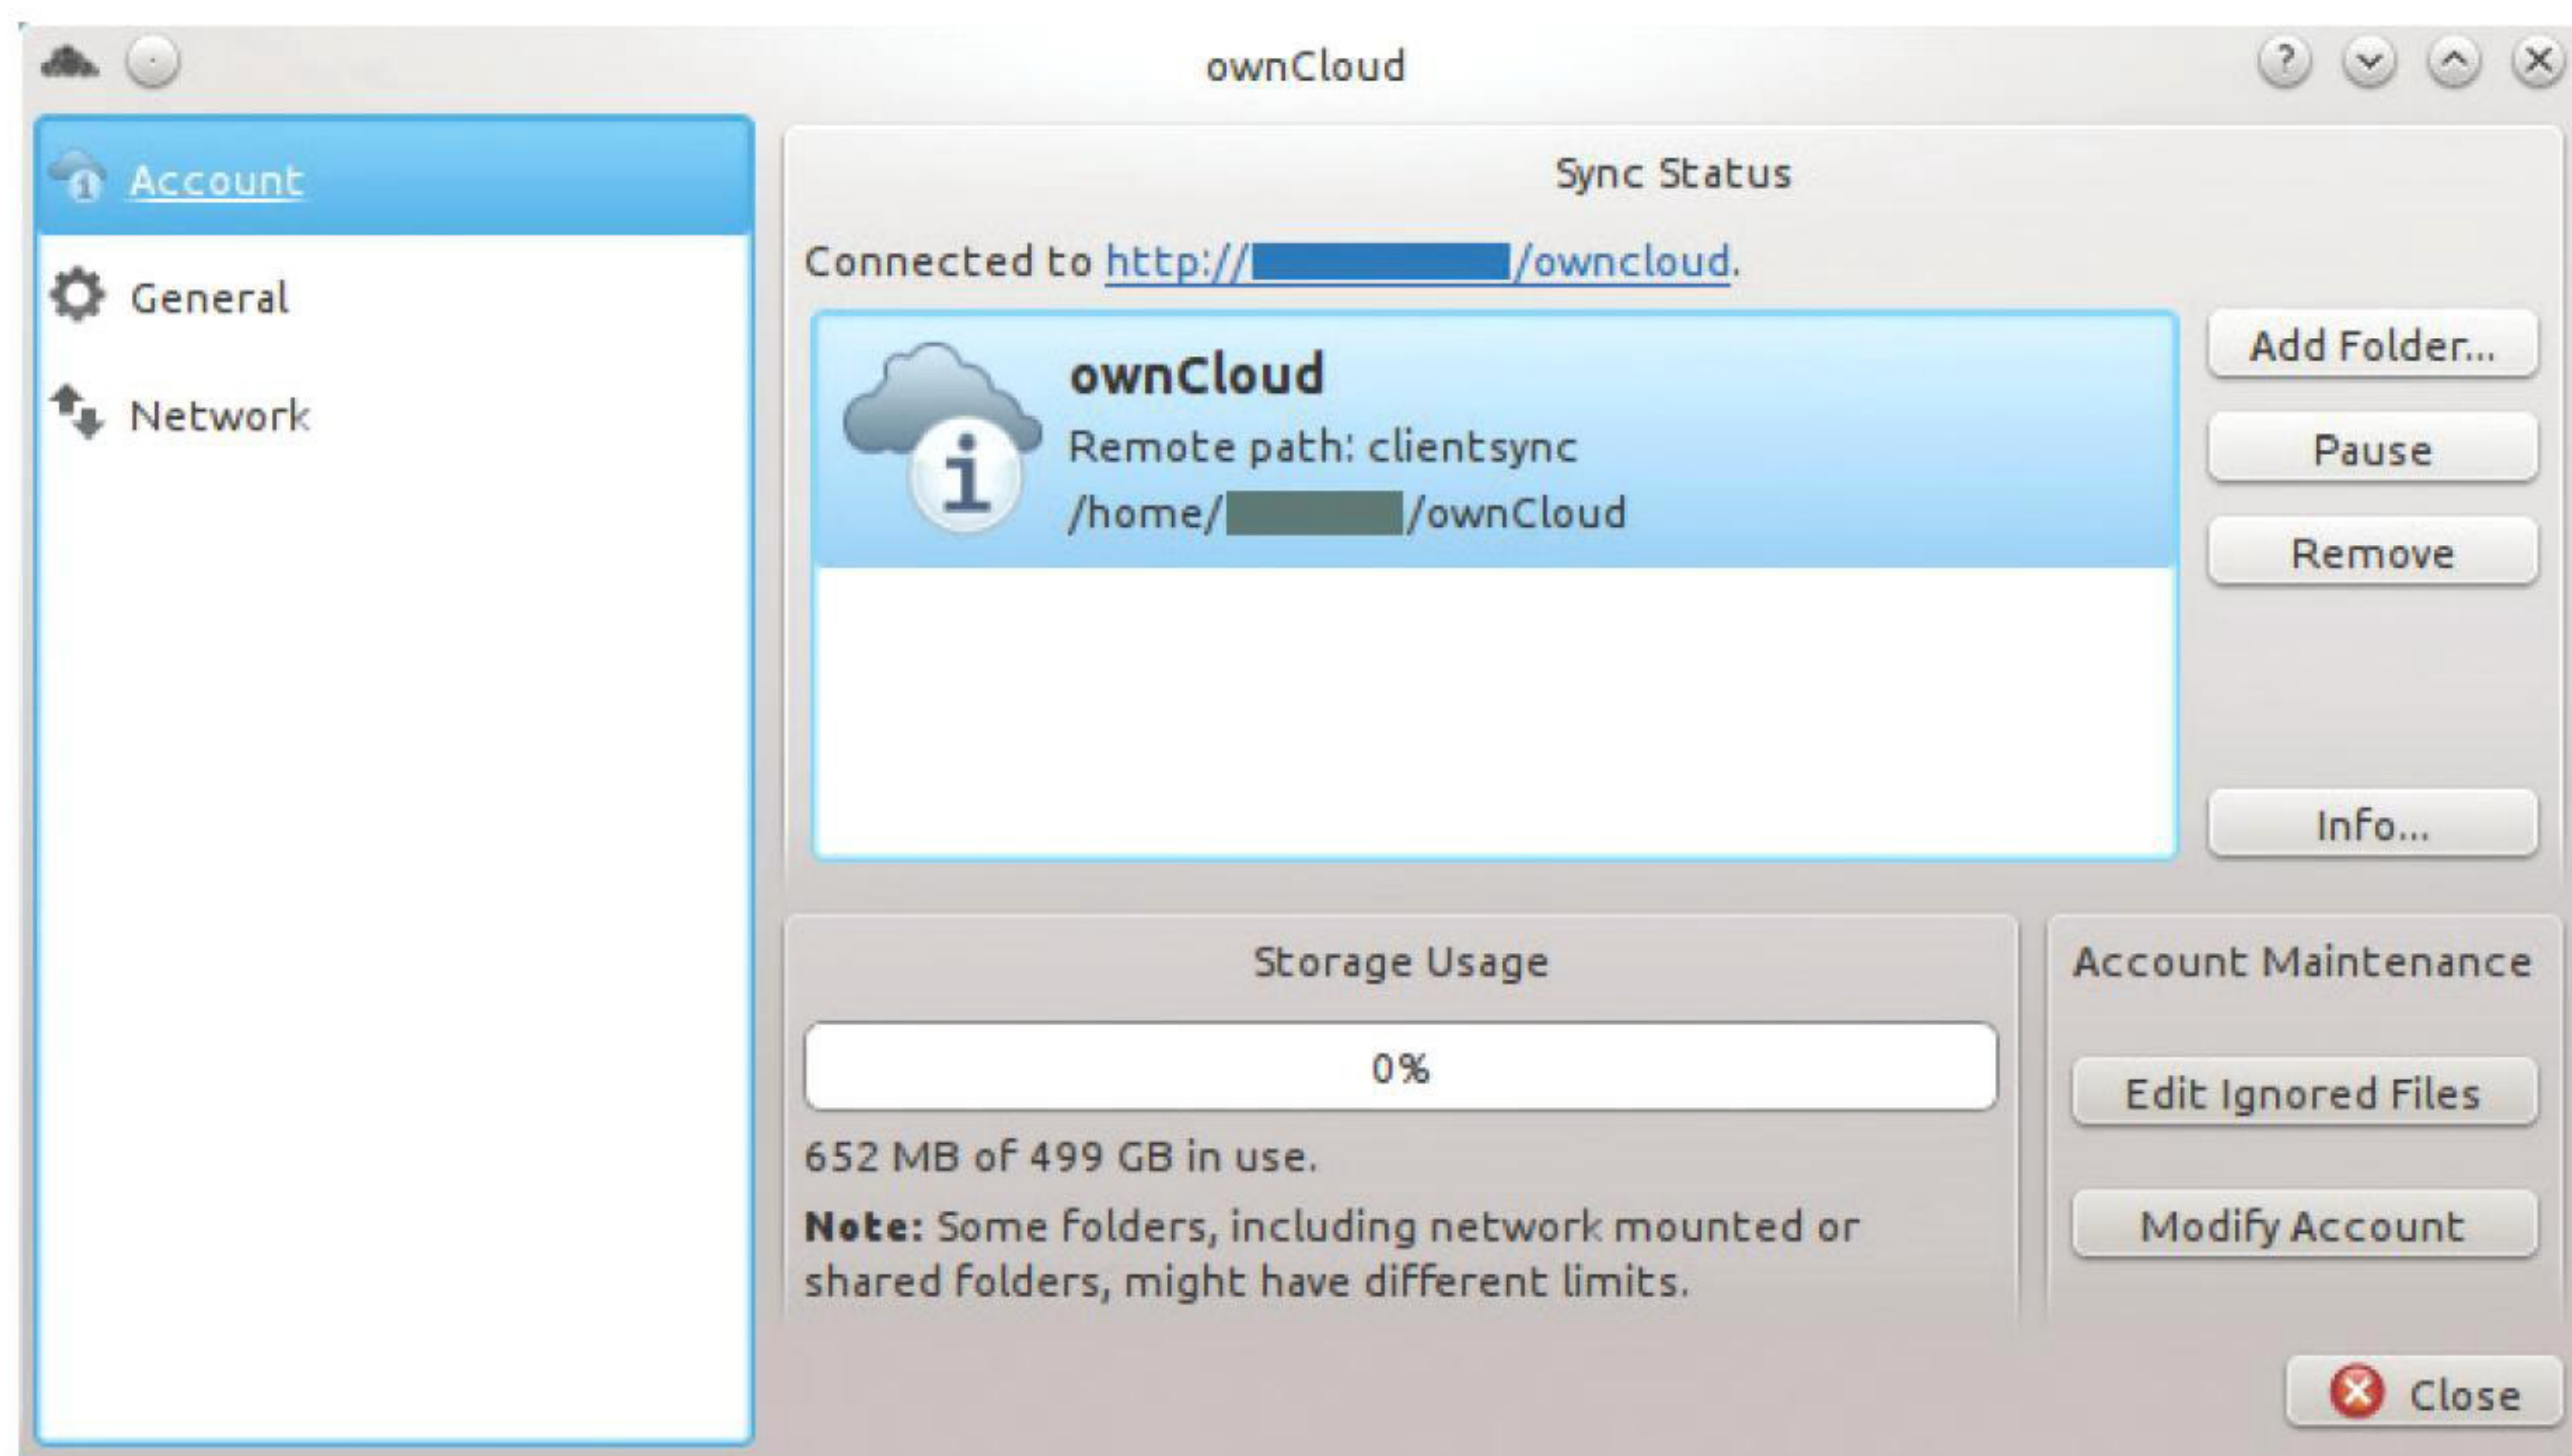 ownCloud
Account
General
Network
Sync Status
Connected to http:// /owncloud.
ownCloud
Remote path: clientsync
/home/ /ownCloud
Add Folder...
Pause
Remove
Info...
Storage Usage
0%
652 MB of 499 GB in use.
Note: Some folders, including network mounted or
shared folders, might have different limits.
Account Maintenance
Edit Ignored Files
Modify Account
Close